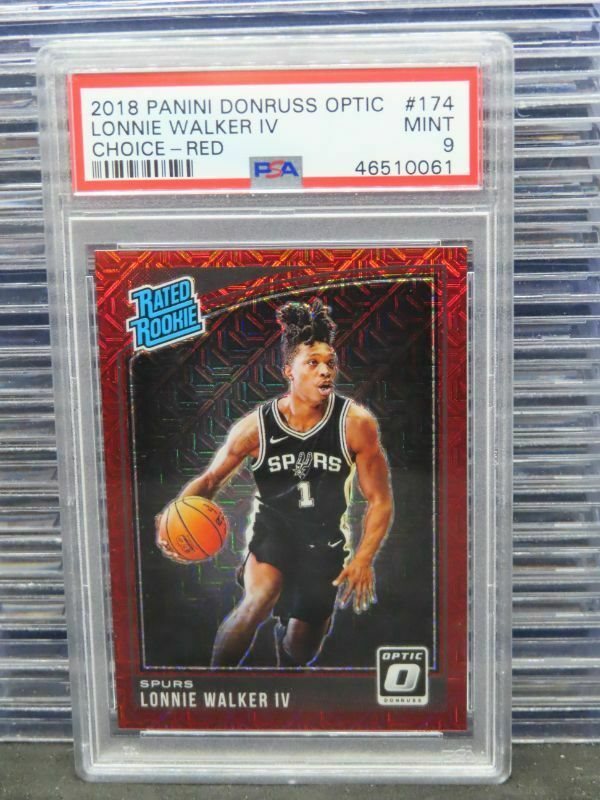 2018 PANINI DONRUSS OPTIC #174
LONNIE WALKER IV MINT
CHOICE - RED 9
PSA 46510061
RATED ROOKIE
SPURS
1
OPTIC
DONRUSS
SPURS
LONNIE WALKER IV